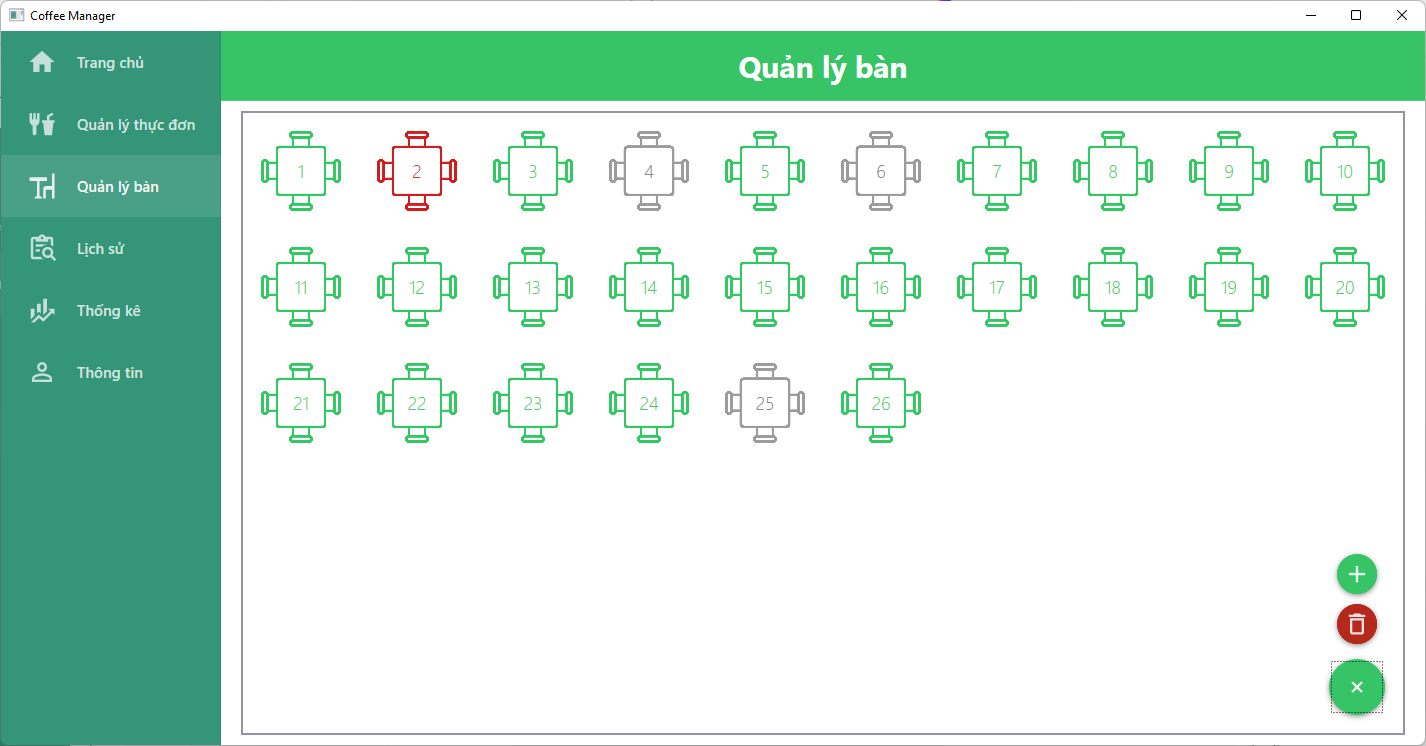 Coffee Manager
Trang chủ
Quản lý thực đơn
Quản lý bàn
Lịch sử
Thống kê
Thông tin
Quản lý bàn
1 2 3 4 5 6 7 8 9 10
11 12 13 14 15 16 17 18 19 20
21 22 23 24 25 26